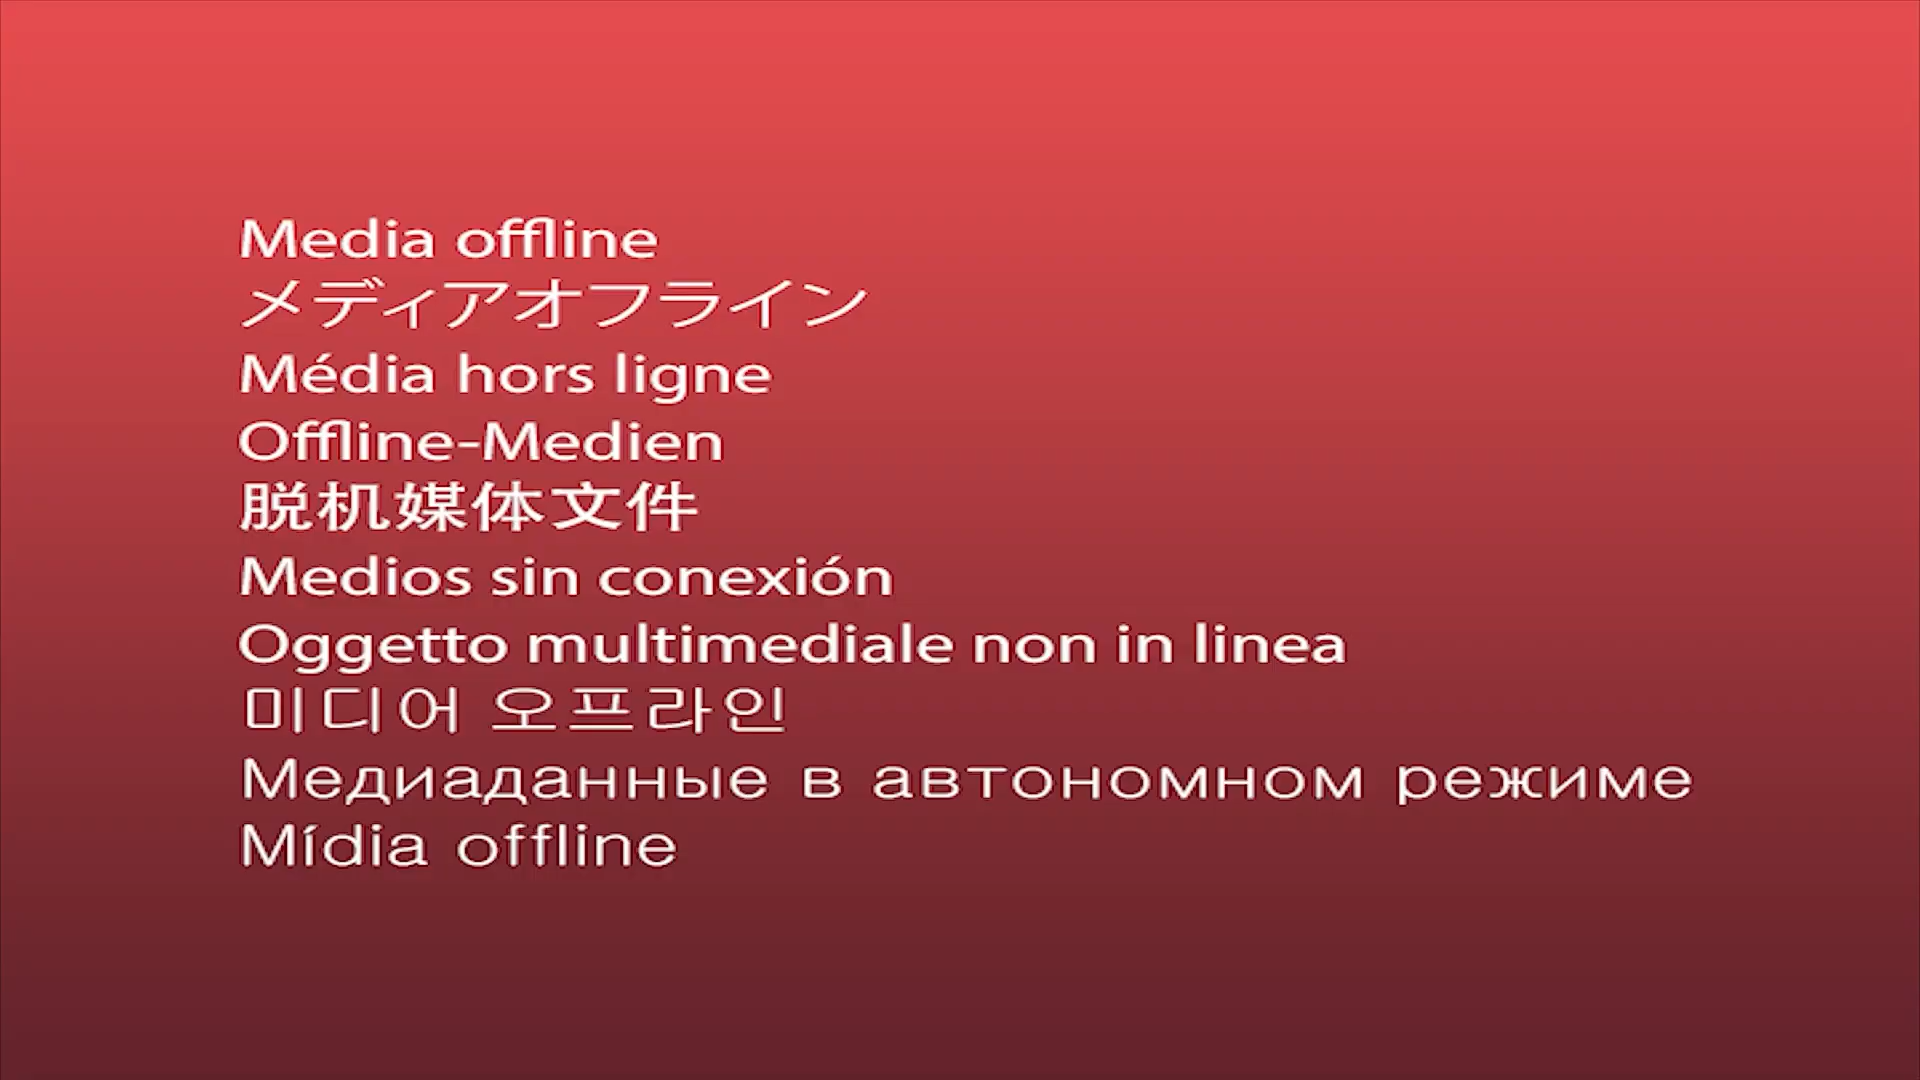 Media offline
メディアオフライン
Média hors ligne
Offline-Medien
脱机媒体文件
Medios sin conexión
Oggetto multimediale non in linea
미디어 오프라인
Медиаданные в автономном режиме
Mídia offline